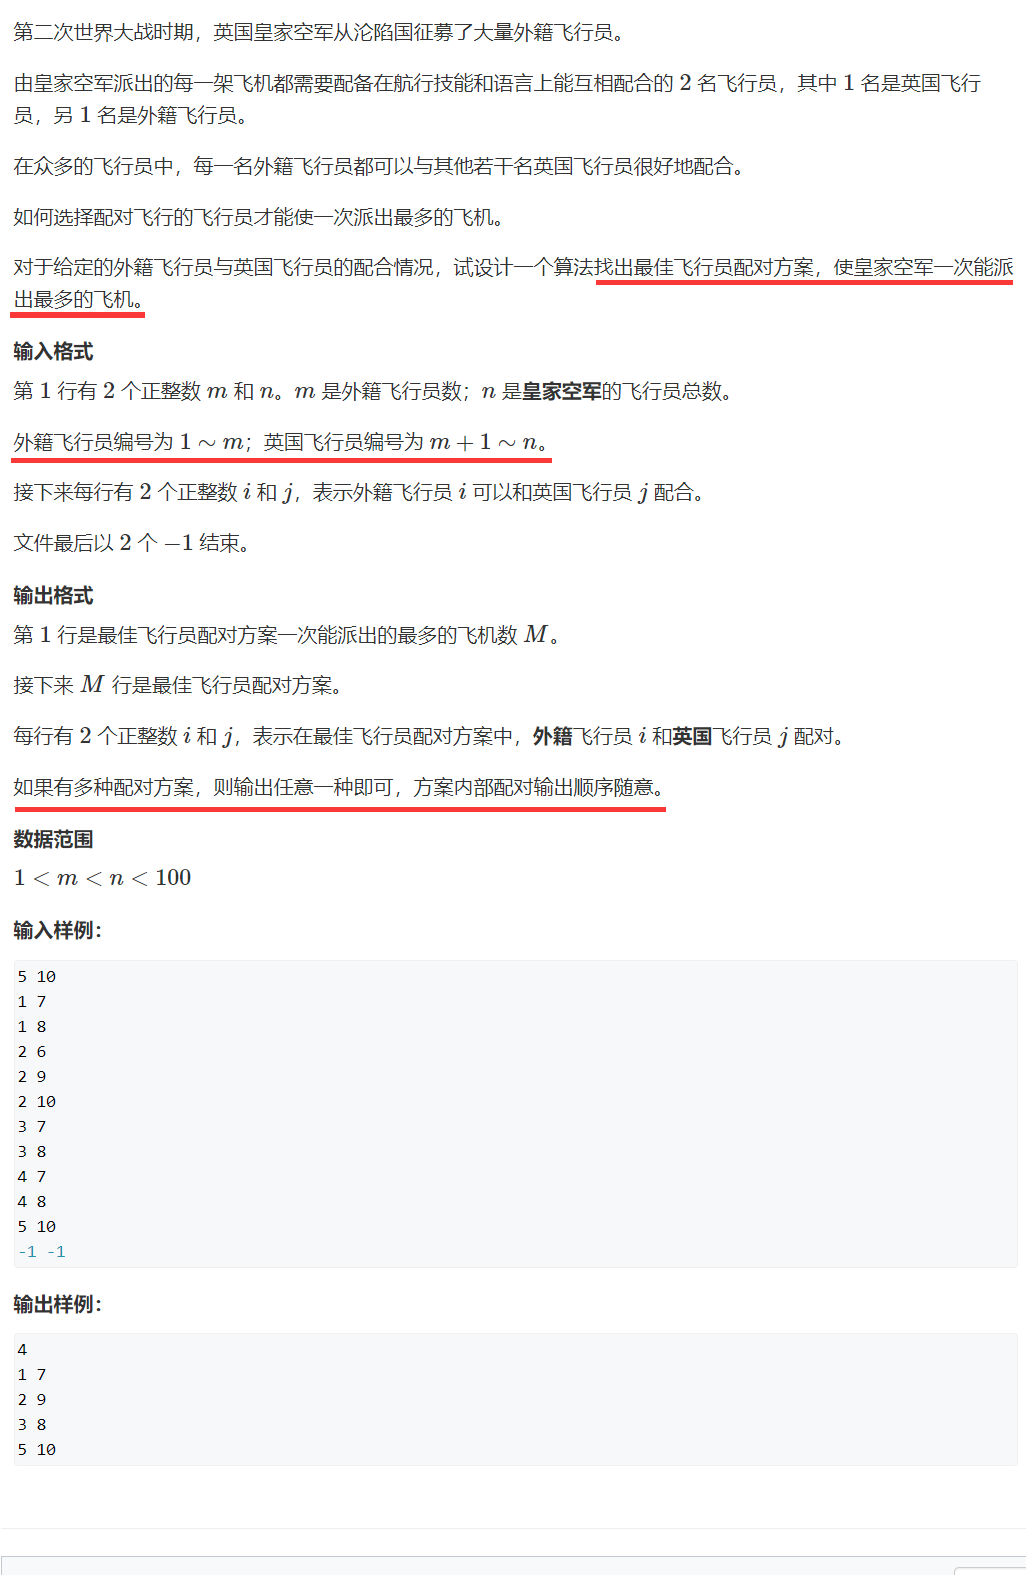 第二次世界大战时期，英国皇家空军从沦陷国征募了大量外籍飞行员。
由皇家空军派出的每一架飞机都需要配备在航行技能和语言上能互相配合的 2 名飞行员，其中 1 名是英国飞行
员，另 1 名是外籍飞行员。
在众多的飞行员中，每一名外籍飞行员都可以与其他若干名英国飞行员很好地配合。
如何选择配对飞行的飞行员才能使一次派出最多的飞机。
对于给定的外籍飞行员与英国飞行员的配合情况，试设计一个算法找出最佳飞行员配对方案，使皇家空军一次能派
出最多的飞机。
输入格式
第 1 行有 2 个正整数 m 和 n。m 是外籍飞行员数；n 是皇家空军的飞行员总数。
外籍飞行员编号为 1 ∼ m；英国飞行员编号为 m + 1 ∼ n。
接下来每行有 2 个正整数 i 和 j，表示外籍飞行员 i 可以和英国飞行员 j 配合。
文件最后以 2 个 −1 结束。
输出格式
第 1 行是最佳飞行员配对方案一次能派出的最多的飞机数 M。
接下来 M 行是最佳飞行员配对方案。
每行有 2 个正整数 i 和 j，表示在最佳飞行员配对方案中，外籍飞行员 i 和英国飞行员 j 配对。
如果有多种配对方案，则输出任意一种即可，方案内部配对输出顺序随意。
数据范围
1 < m < n < 100
输入样例：
5 10
1 7
1 8
2 6
2 9
2 10
3 7
3 8
4 7
4 8
5 10
-1 -1
输出样例：
4
1 7
2 9
3 8
5 10